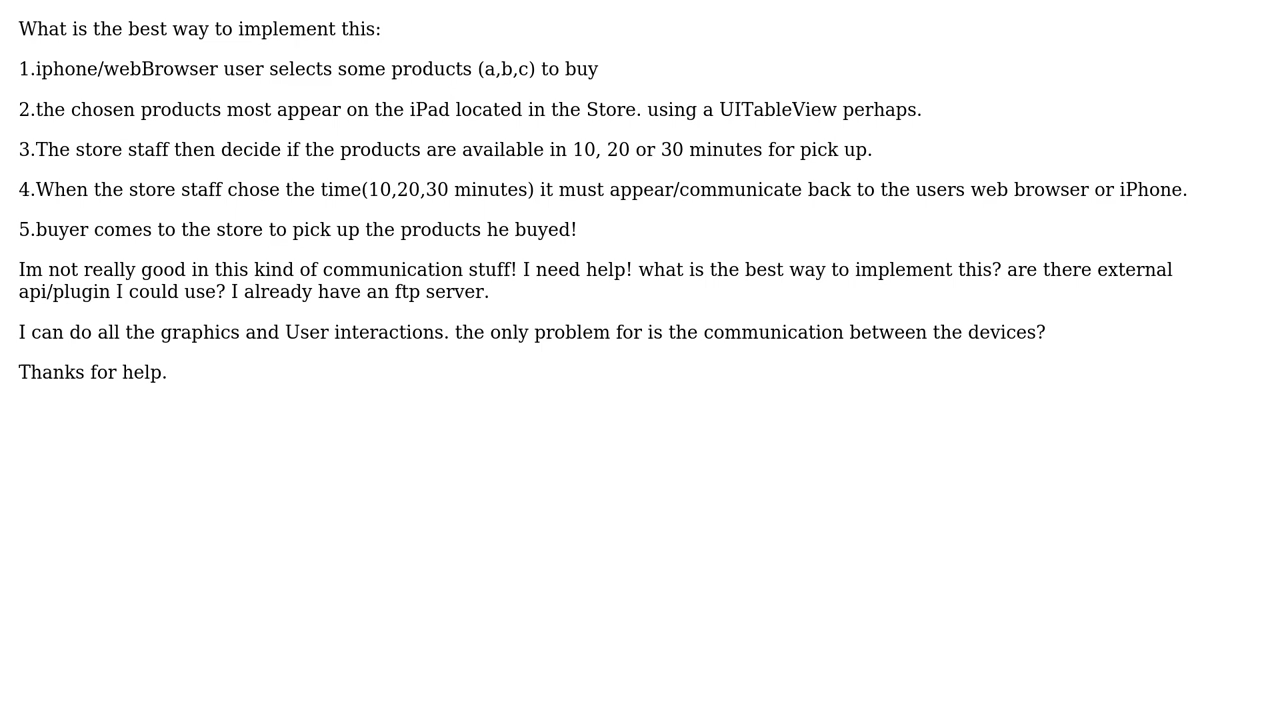 What is the best way to implement this:
1.iphone/webBrowser user selects some products (a,b,c) to buy
2.the chosen products most appear on the iPad located in the Store. using a UITableView perhaps.
3.The store staff then decide if the products are available in 10, 20 or 30 minutes for pick up.
4.When the store staff chose the time(10,20,30 minutes) it must appear/communicate back to the users web browser or iPhone.
5.buyer comes to the store to pick up the products he buyed!
Im not really good in this kind of communication stuff! I need help! what is the best way to implement this? are there external
api/plugin I could use? I already have an ftp server.
I can do all the graphics and User interactions. the only problem for is the communication between the devices?
Thanks for help.